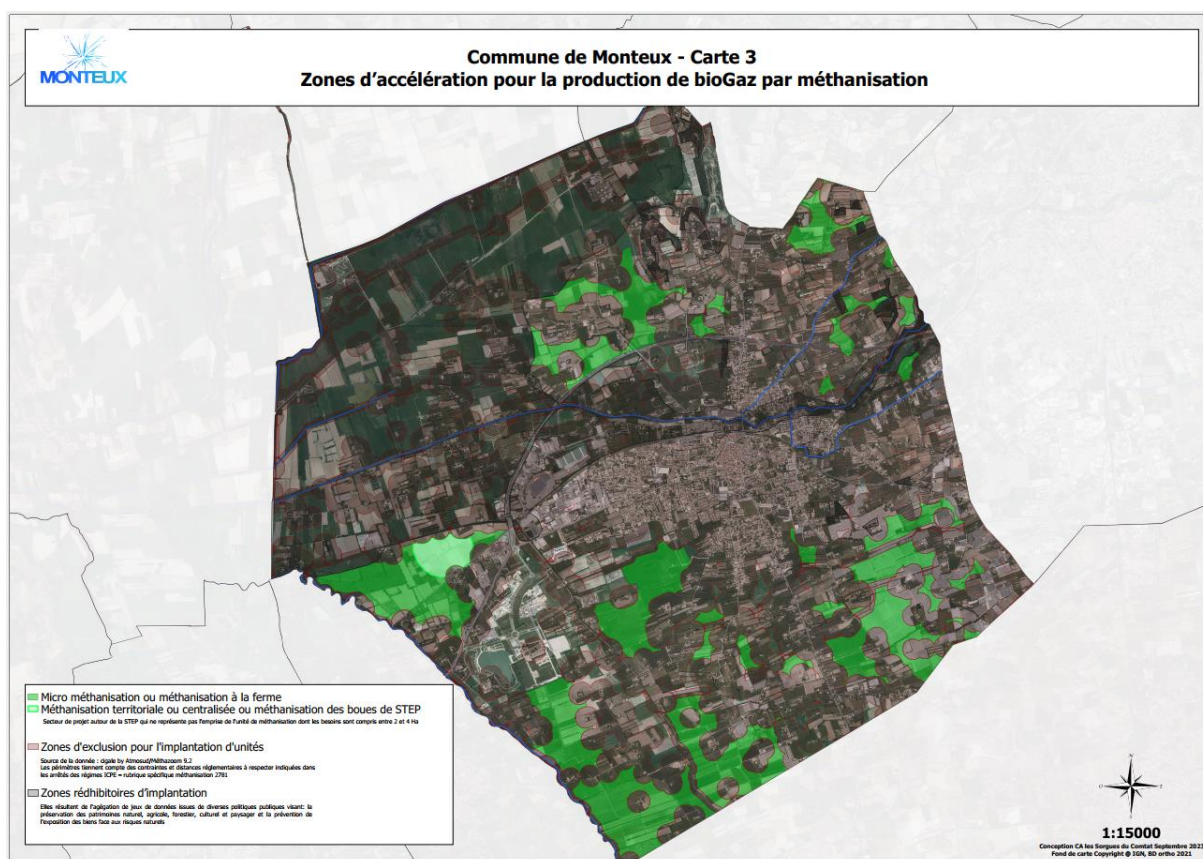 MONTEUX
Commune de Monteux - Carte 3
Zones d'accélération pour la production de bioGaz par méthanisation
Micro méthanisation ou méthanisation à la ferme
Méthanisation territoriale ou centralisée ou méthanisation des boues de STEP
Secteur de projet autour de la STEP qui ne représente pas l'emprise de l'unité de méthanisation dont les besoins sont compris entre 2 et 4 Ha
Zones d'exclusion pour l'implantation d'unités
Source de la donnée : cigale by Atmosud/Méthazoom 9.2
Les périmètres tiennent compte des contraintes et distances réglementaires à respecter indiquées dans
les arrêtés des régimes ICPE = rubrique spécifique méthanisation 2781
Zones rédhibitoires d'implantation
Elles résultent de l'agégation de jeux de données issues de diverses politiques publiques visant: la
préservation des patrimoines naturel, agricole, forestier, culturel et paysager et la prévention de
l'exposition des biens face aux risques naturels
N
O
E
S
1:15000
Conception CA les Sorgues du Comtat Septembre
Fond de carte Copyright @ IGN, BD ortho 2021